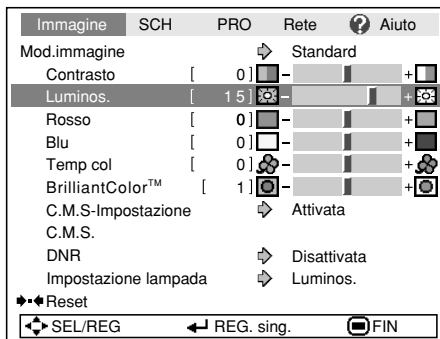 Immagine SCH PRO Rete Aiuto
Mod.immagine Standard
Contrasto [ 0]
Luminos. [ 15]
Rosso [ 0]
Blu [ 0]
Temp col [ 0]
BrilliantColor™ [ 1]
C.M.S-Impostazione Attivata
C.M.S.
DNR Disattivata
Impostazione lampada Luminos.
Reset
SEL/REG REG. sing. FIN